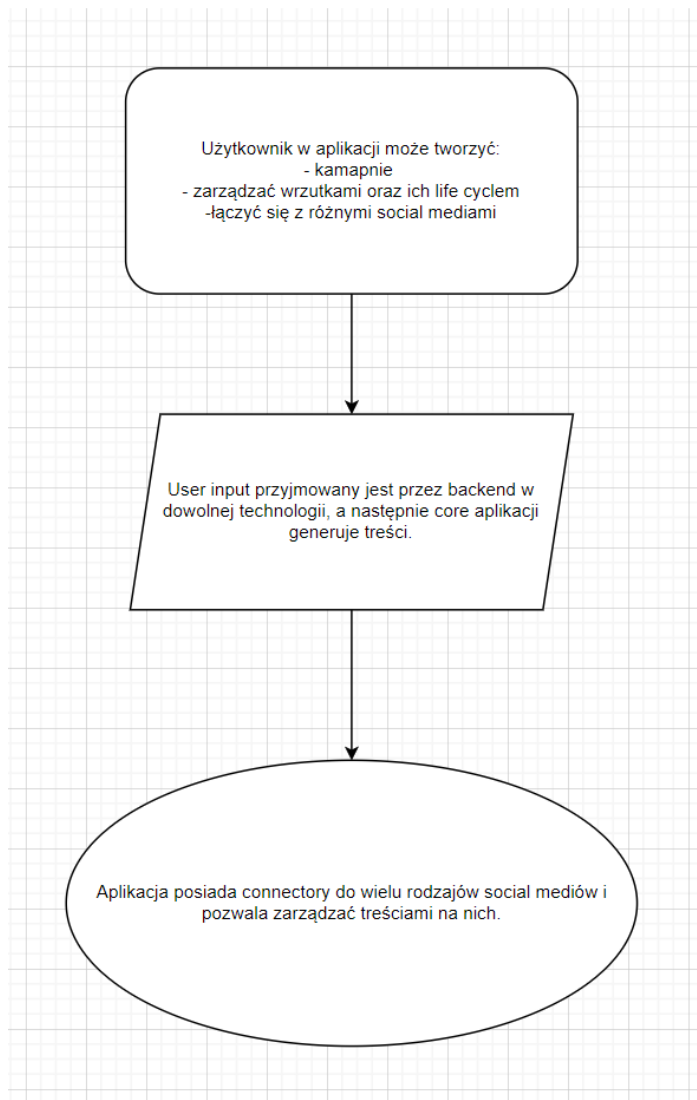 Użytkownik w aplikacji może tworzyć:
- kamapnie
- zarządzać wrzutkami oraz ich life cyclem
-łączyć się z różnymi social mediami
User input przyjmowany jest przez backend w
dowolnej technologii, a następnie core aplikacji
generuje treści.
Aplikacja posiada connectory do wielu rodzajów social mediów i
pozwala zarządzać treściami na nich.